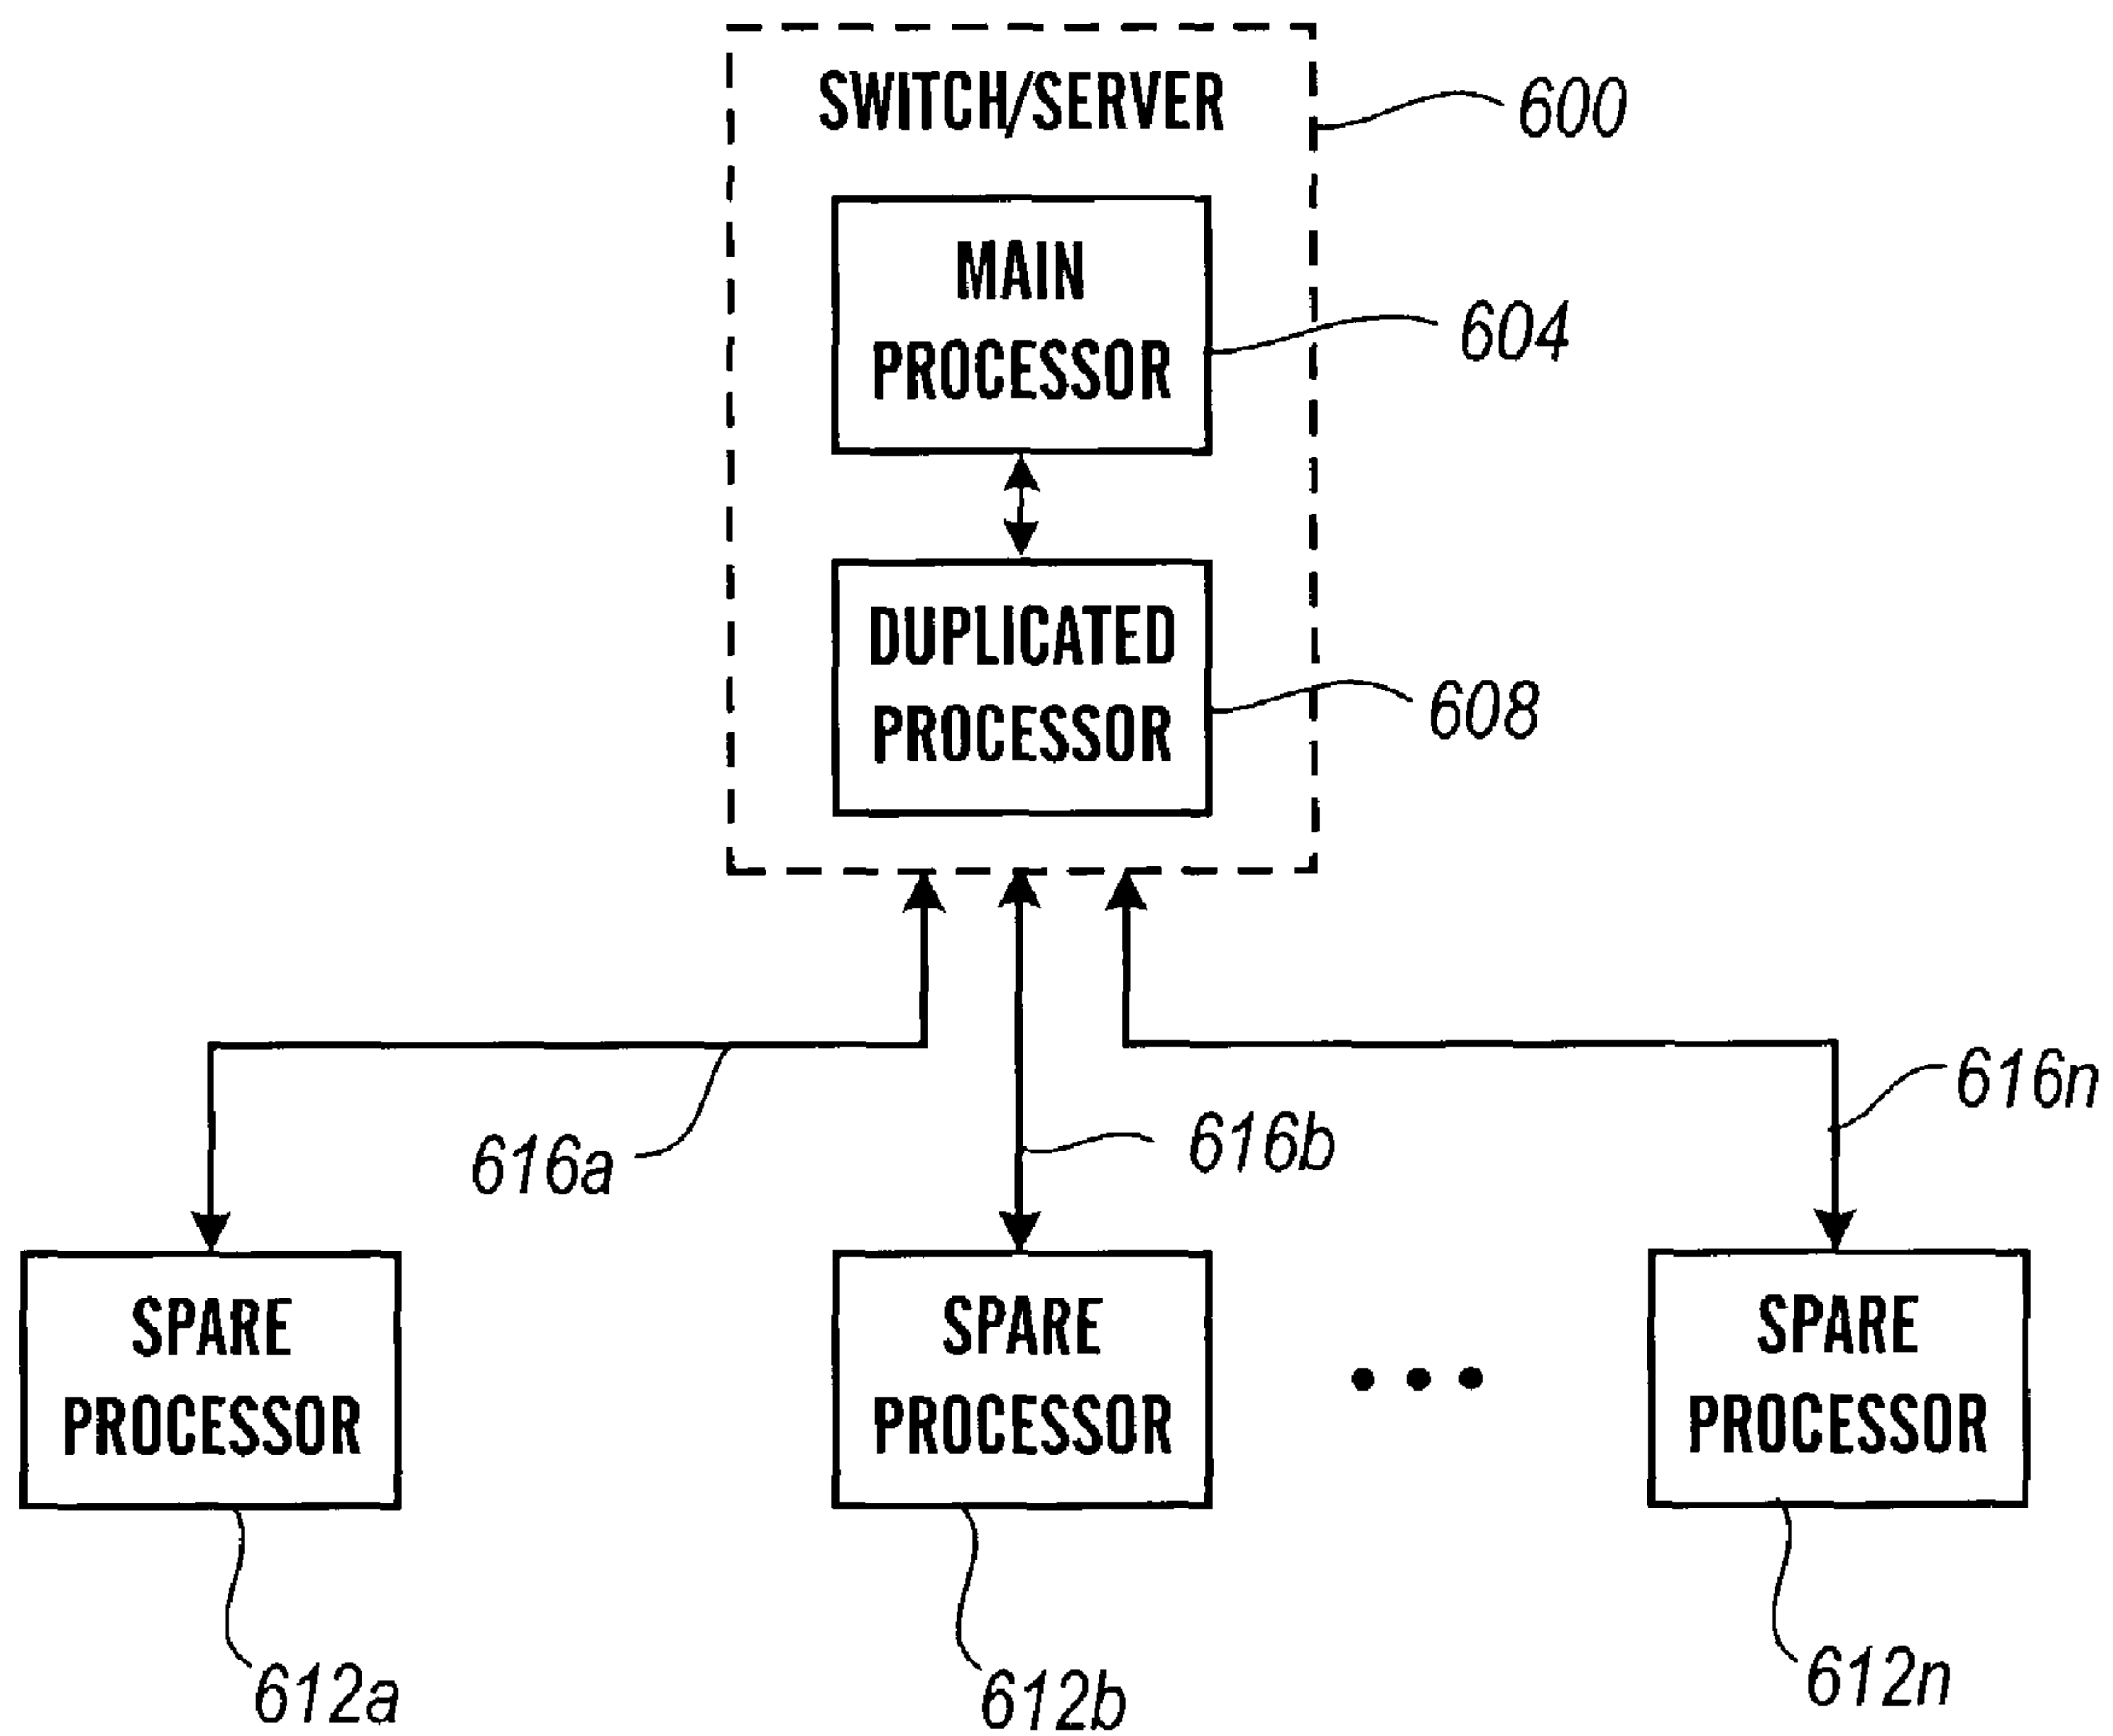 SWITCH/SERVER
600
MAIN
PROCESSOR
604
DUPLICATED
PROCESSOR
608
616a
616b
616n
SPARE
PROCESSOR
SPARE
PROCESSOR
SPARE
PROCESSOR
612a
612b
612n